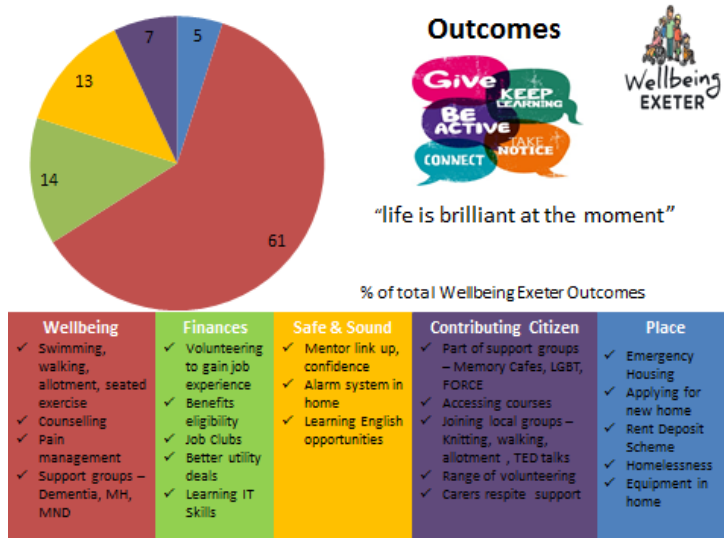 Outcomes
Wellbeing
EXETER
Give
KEEP
LEARNING
BE
ACTIVE
TAKE
NOTICE
CONNECT
5
7
13
14
61
“life is brilliant at the moment”
% of total Wellbeing Exeter Outcomes
Wellbeing
✓ Swimming,
walking,
allotment, seated
exercise
✓ Counselling
✓ Pain
management
✓ Support groups –
Dementia, MH,
MND
Finances
✓ Volunteering
to gain job
experience
✓ Benefits
eligibility
✓ Job Clubs
✓ Better utility
deals
✓ Learning IT
Skills
Safe & Sound
✓ Mentor link up,
confidence
✓ Alarm system in
home
✓ Learning English
opportunities
Contributing Citizen
✓ Part of support groups
– Memory Cafes, LGBT,
FORCE
✓ Accessing courses
✓ Joining local groups –
Knitting, walking,
allotment , TED talks
✓ Range of volunteering
✓ Carers respite support
Place
✓ Emergency
Housing
✓ Applying for
new home
✓ Rent Deposit
Scheme
✓ Homelessness
✓ Equipment in
home